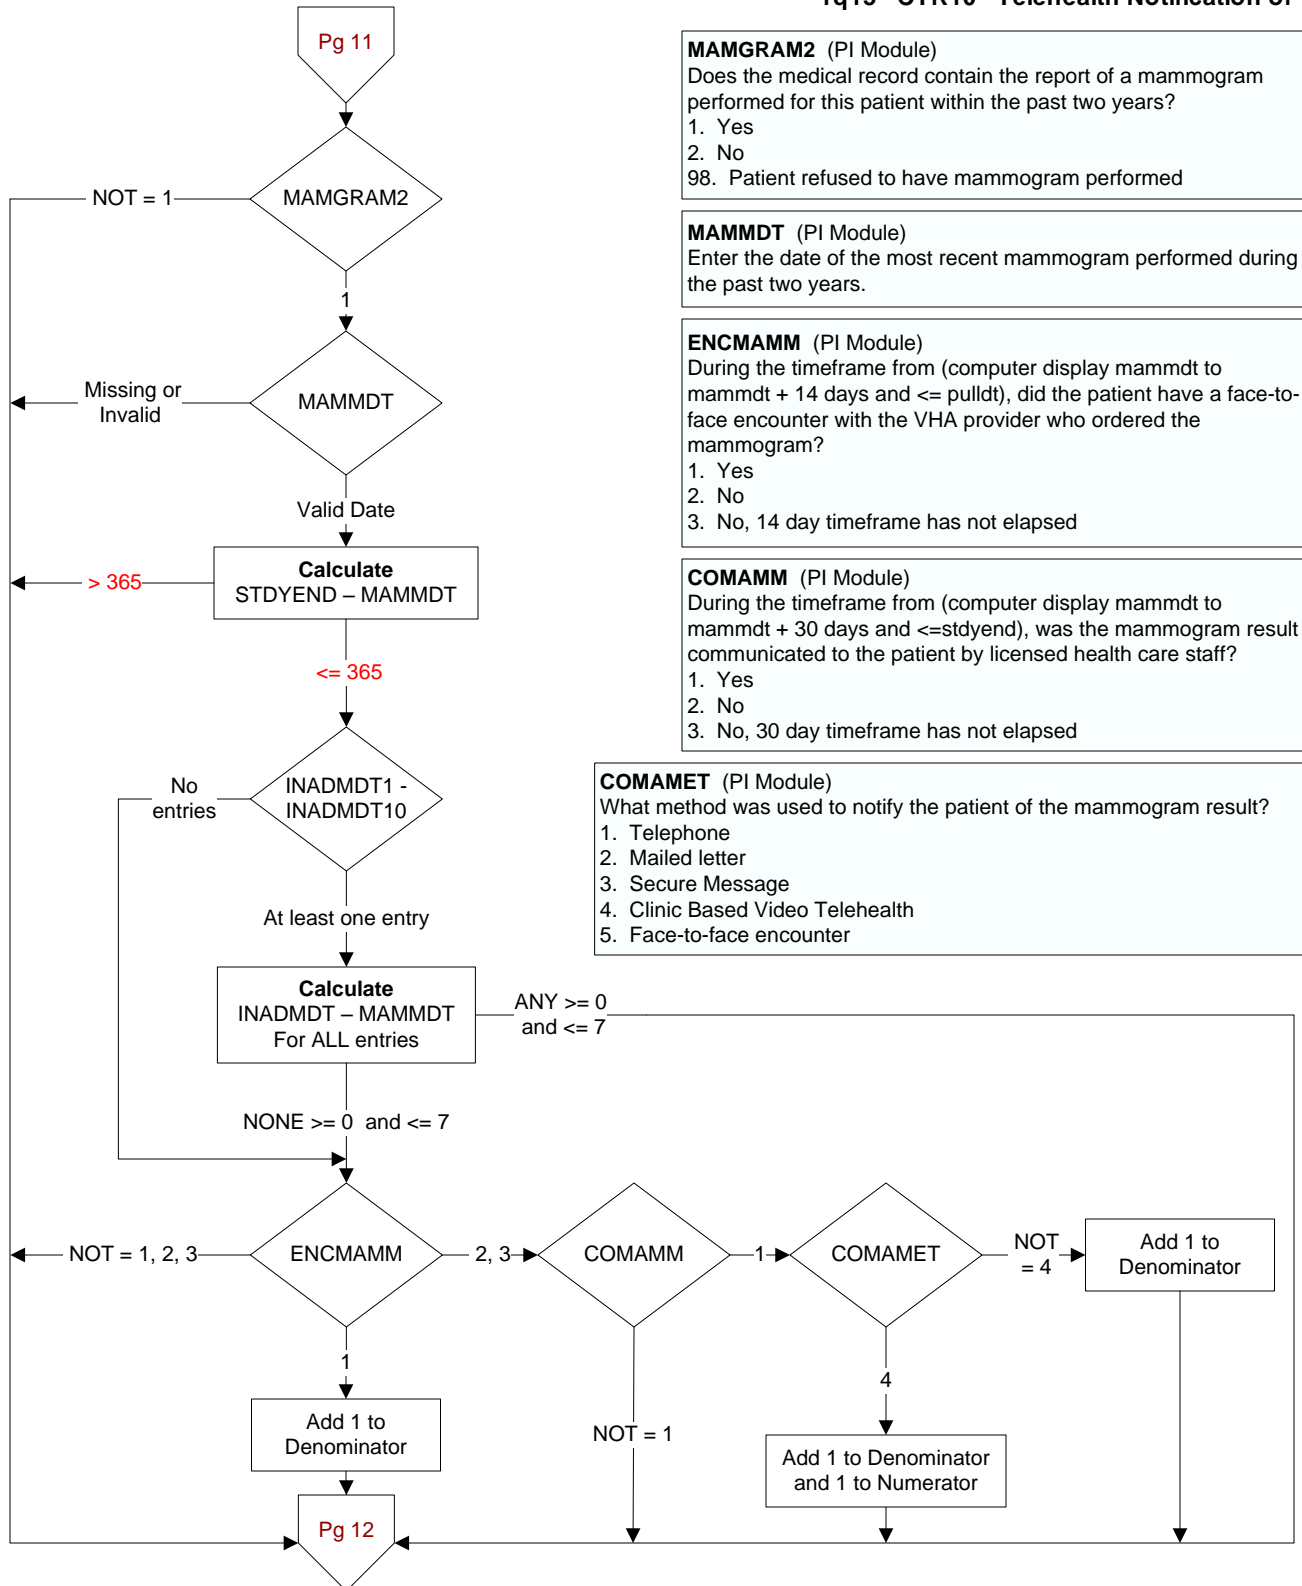 1q15 - CTR10 - Telehealth Notification of
Pg 11
MAMGRAM2 (PI Module)
Does the medical record contain the report of a mammogram
performed for this patient within the past two years?
1. Yes
2. No
98. Patient refused to have mammogram performed
NOT = 1
MAMGRAM2
1
MAMMDT (PI Module)
Enter the date of the most recent mammogram performed during
the past two years.
Missing or
Invalid
MAMMDT
Valid Date
ENCMAMM (PI Module)
During the timeframe from (computer display mammdt to
mammdt + 14 days and <= pulldt), did the patient have a face-to-
face encounter with the VHA provider who ordered the
mammogram?
1. Yes
2. No
3. No, 14 day timeframe has not elapsed
> 365
Calculate
STDYEND – MAMMDT
<= 365
COMAMM (PI Module)
During the timeframe from (computer display mammdt to
mammdt + 30 days and <=stdyend), was the mammogram result
communicated to the patient by licensed health care staff?
1. Yes
2. No
3. No, 30 day timeframe has not elapsed
No
entries
INADMDT1 -
INADMDT10
At least one entry
COMAMET (PI Module)
What method was used to notify the patient of the mammogram result?
1. Telephone
2. Mailed letter
3. Secure Message
4. Clinic Based Video Telehealth
5. Face-to-face encounter
Calculate
INADMDT – MAMMDT
For ALL entries
ANY >= 0
and <= 7
NONE >= 0 and <= 7
NOT = 1, 2, 3
ENCMAMM
2, 3
COMAMM
1
COMAMET
NOT
= 4
Add 1 to
Denominator
1
Add 1 to
Denominator
NOT = 1
4
Add 1 to Denominator
and 1 to Numerator
Pg 12